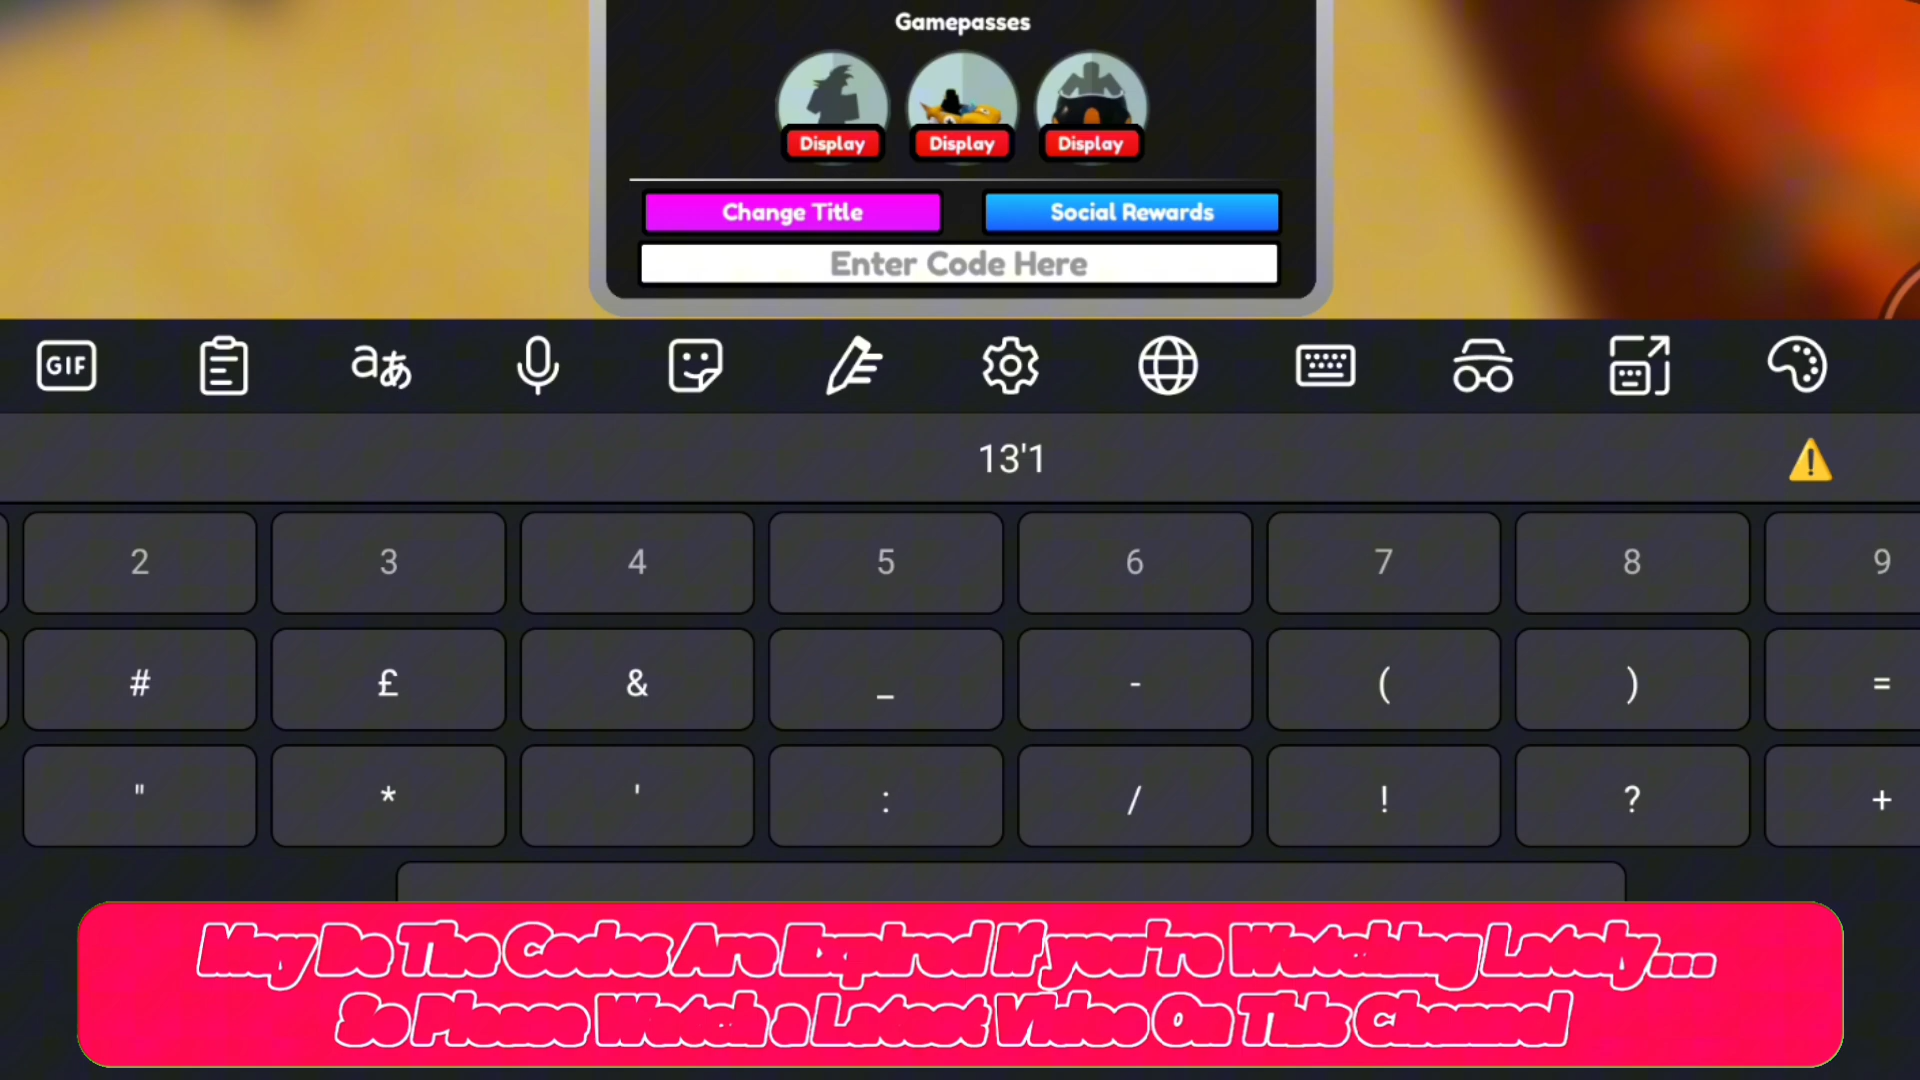 Gamepasses
Display Display Display
Change Title Social Rewards
Enter Code Here
GIF
aあ
13'1
2 3 4 5 6 7 8 9
# £ & _ - ( ) =
" * ' : / ! ? +
May Be The Codes Are Expired If you're Watching Lately...
So Please Watch a Latest Video On This Channel